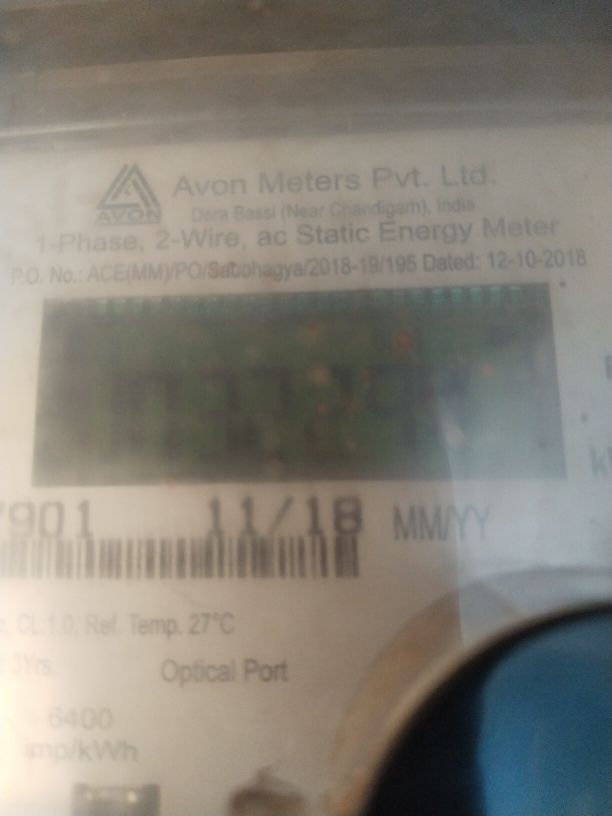 Avon Meters Pvt. Ltd.
AVON
Dera Bassi (Near Chandigarh), India
1-Phase, 2-Wire, ac Static Energy Meter
P.O. No.: ACE(MM)/PO/Saubhagya/2018-19/195 Dated: 12-10-2018
7901 11/18 MM/YY
CL:1.0, Ref. Temp. 27°C
3Yrs Optical Port
6400
imp/kWh